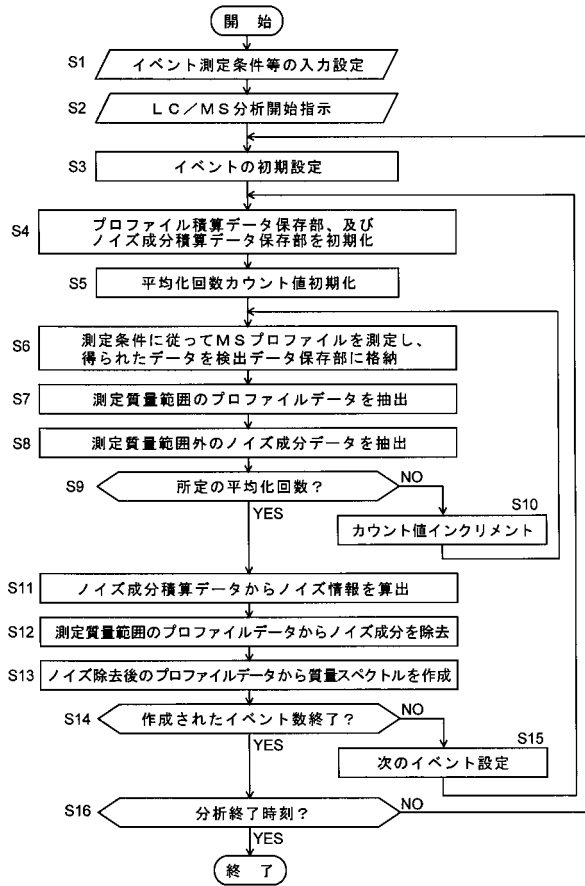 開 始
S1 イベント測定条件等の入力設定
S2 LC/MS分析開始指示
S3 イベントの初期設定
S4 プロファイル積算データ保存部、及び
ノイズ成分積算データ保存部を初期化
S5 平均化回数カウント値初期化
S6 測定条件に従ってMSプロファイルを測定し、
得られたデータを検出データ保存部に格納
S7 測定質量範囲のプロファイルデータを抽出
S8 測定質量範囲外のノイズ成分データを抽出
S9 所定の平均化回数? NO
YES
S10
カウント値インクリメント
S11 ノイズ成分積算データからノイズ情報を算出
S12 測定質量範囲のプロファイルデータからノイズ成分を除去
S13 ノイズ除去後のプロファイルデータから質量スペクトルを作成
S14 作成されたイベント数終了? NO
YES
S15
次のイベント設定
S16 分析終了時刻? NO
YES
終 了